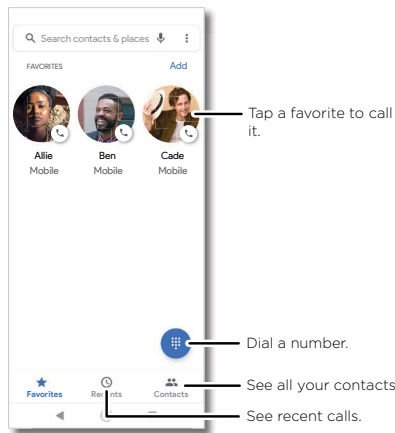 Search contacts & places
FAVORITES Add
Tap a favorite to call
it.
Allie Ben Cade
Mobile Mobile Mobile
Dial a number.
Favorites Recents Contacts
See all your contacts
See recent calls.